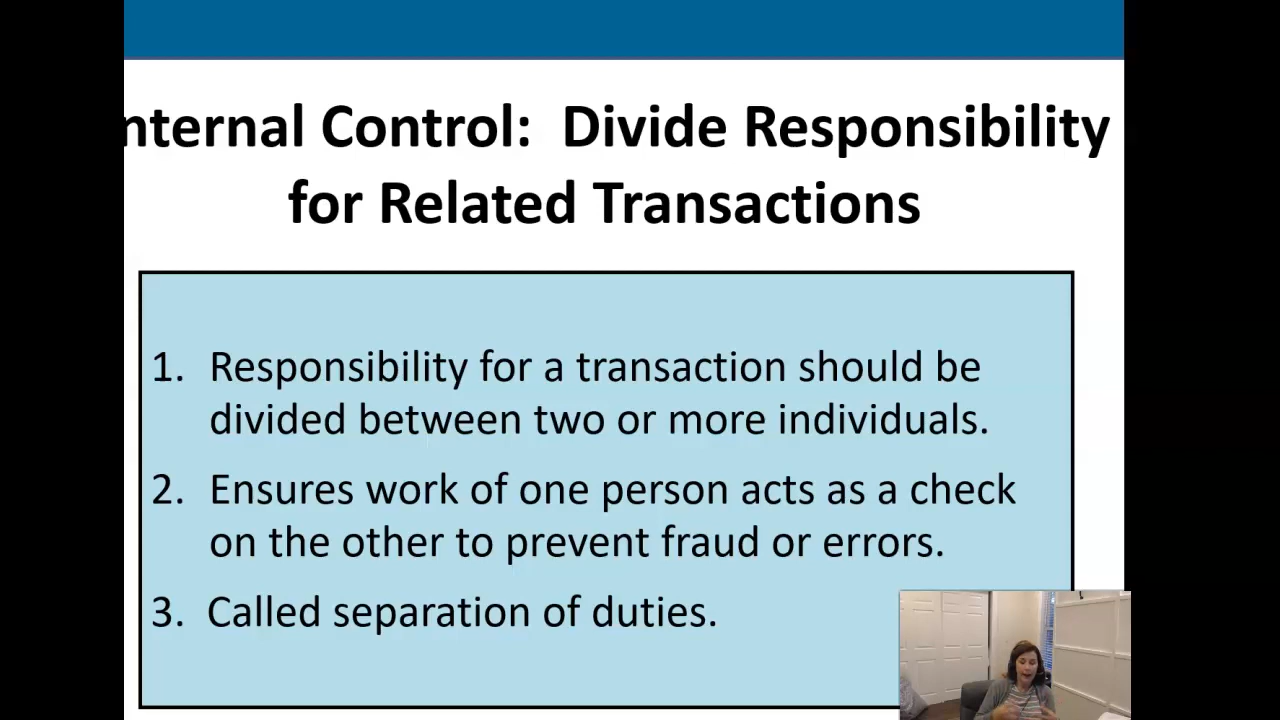 nternal Control: Divide Responsibility
for Related Transactions
1. Responsibility for a transaction should be
divided between two or more individuals.
2. Ensures work of one person acts as a check
on the other to prevent fraud or errors.
3. Called separation of duties.